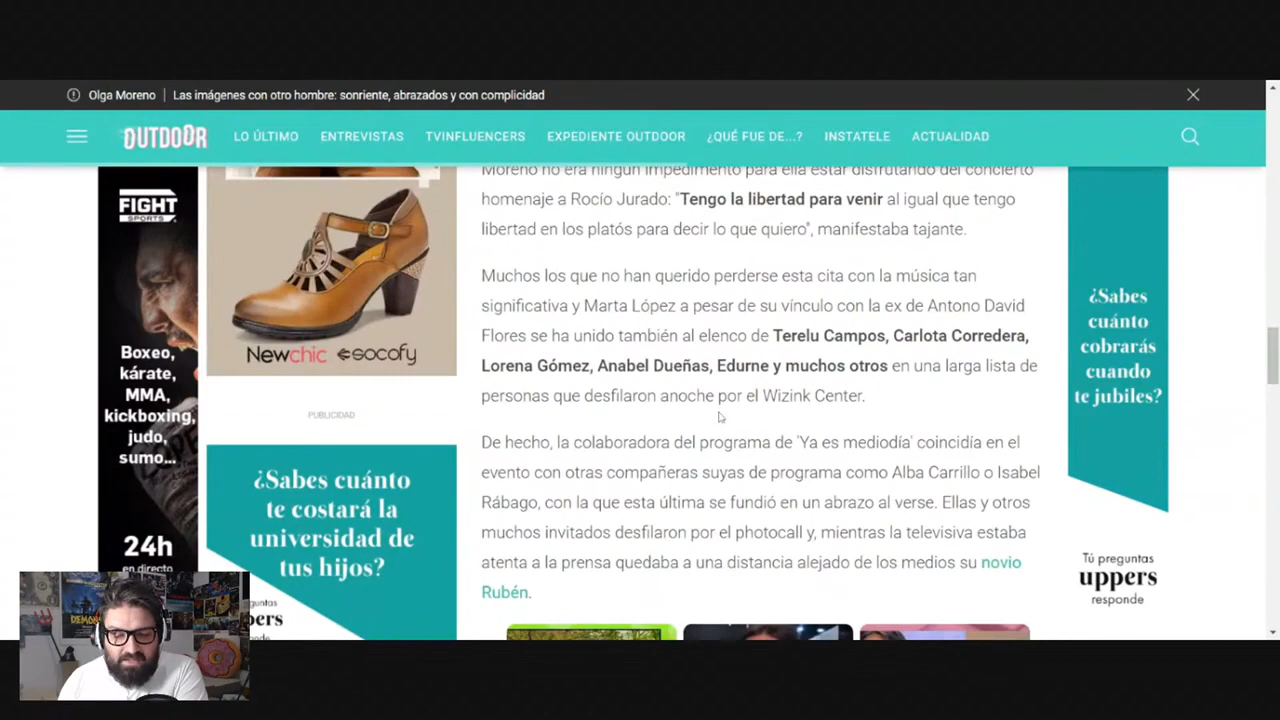 Olga Moreno | Las imágenes con otro hombre: sonriente, abrazados y con complicidad
OUTDOOR
LO ÚLTIMO
ENTREVISTAS
TVINFLUENCERS
EXPEDIENTE OUTDOOR
¿QUÉ FUE DE...?
INSTATELE
ACTUALIDAD
FIGHT
SPORTS
Boxeo,
kárate,
MMA,
kickboxing,
judo,
sumo...
24h
en directo
Newchic socofy
PUBLICIDAD
¿Sabes cuánto
te costará la
universidad de
tus hijos?
guntas
ers
Moreno no era ningún impedimento para ella estar disfrutando del concierto
homenaje a Rocío Jurado: "Tengo la libertad para venir al igual que tengo
libertad en los platós para decir lo que quiero", manifestaba tajante.
Muchos los que no han querido perderse esta cita con la música tan
significativa y Marta López a pesar de su vínculo con la ex de Antono David
Flores se ha unido también al elenco de Terelu Campos, Carlota Corredera,
Lorena Gómez, Anabel Dueñas, Edurne y muchos otros en una larga lista de
personas que desfilaron anoche por el Wizink Center.
De hecho, la colaboradora del programa de 'Ya es mediodía' coincidía en el
evento con otras compañeras suyas de programa como Alba Carrillo o Isabel
Rábago, con la que esta última se fundió en un abrazo al verse. Ellas y otros
muchos invitados desfilaron por el photocall y, mientras la televisiva estaba
atenta a la prensa quedaba a una distancia alejado de los medios su novio
Rubén.
¿Sabes
cuánto
cobrarás
cuando
te jubiles?
Tú preguntas
uppers
responde